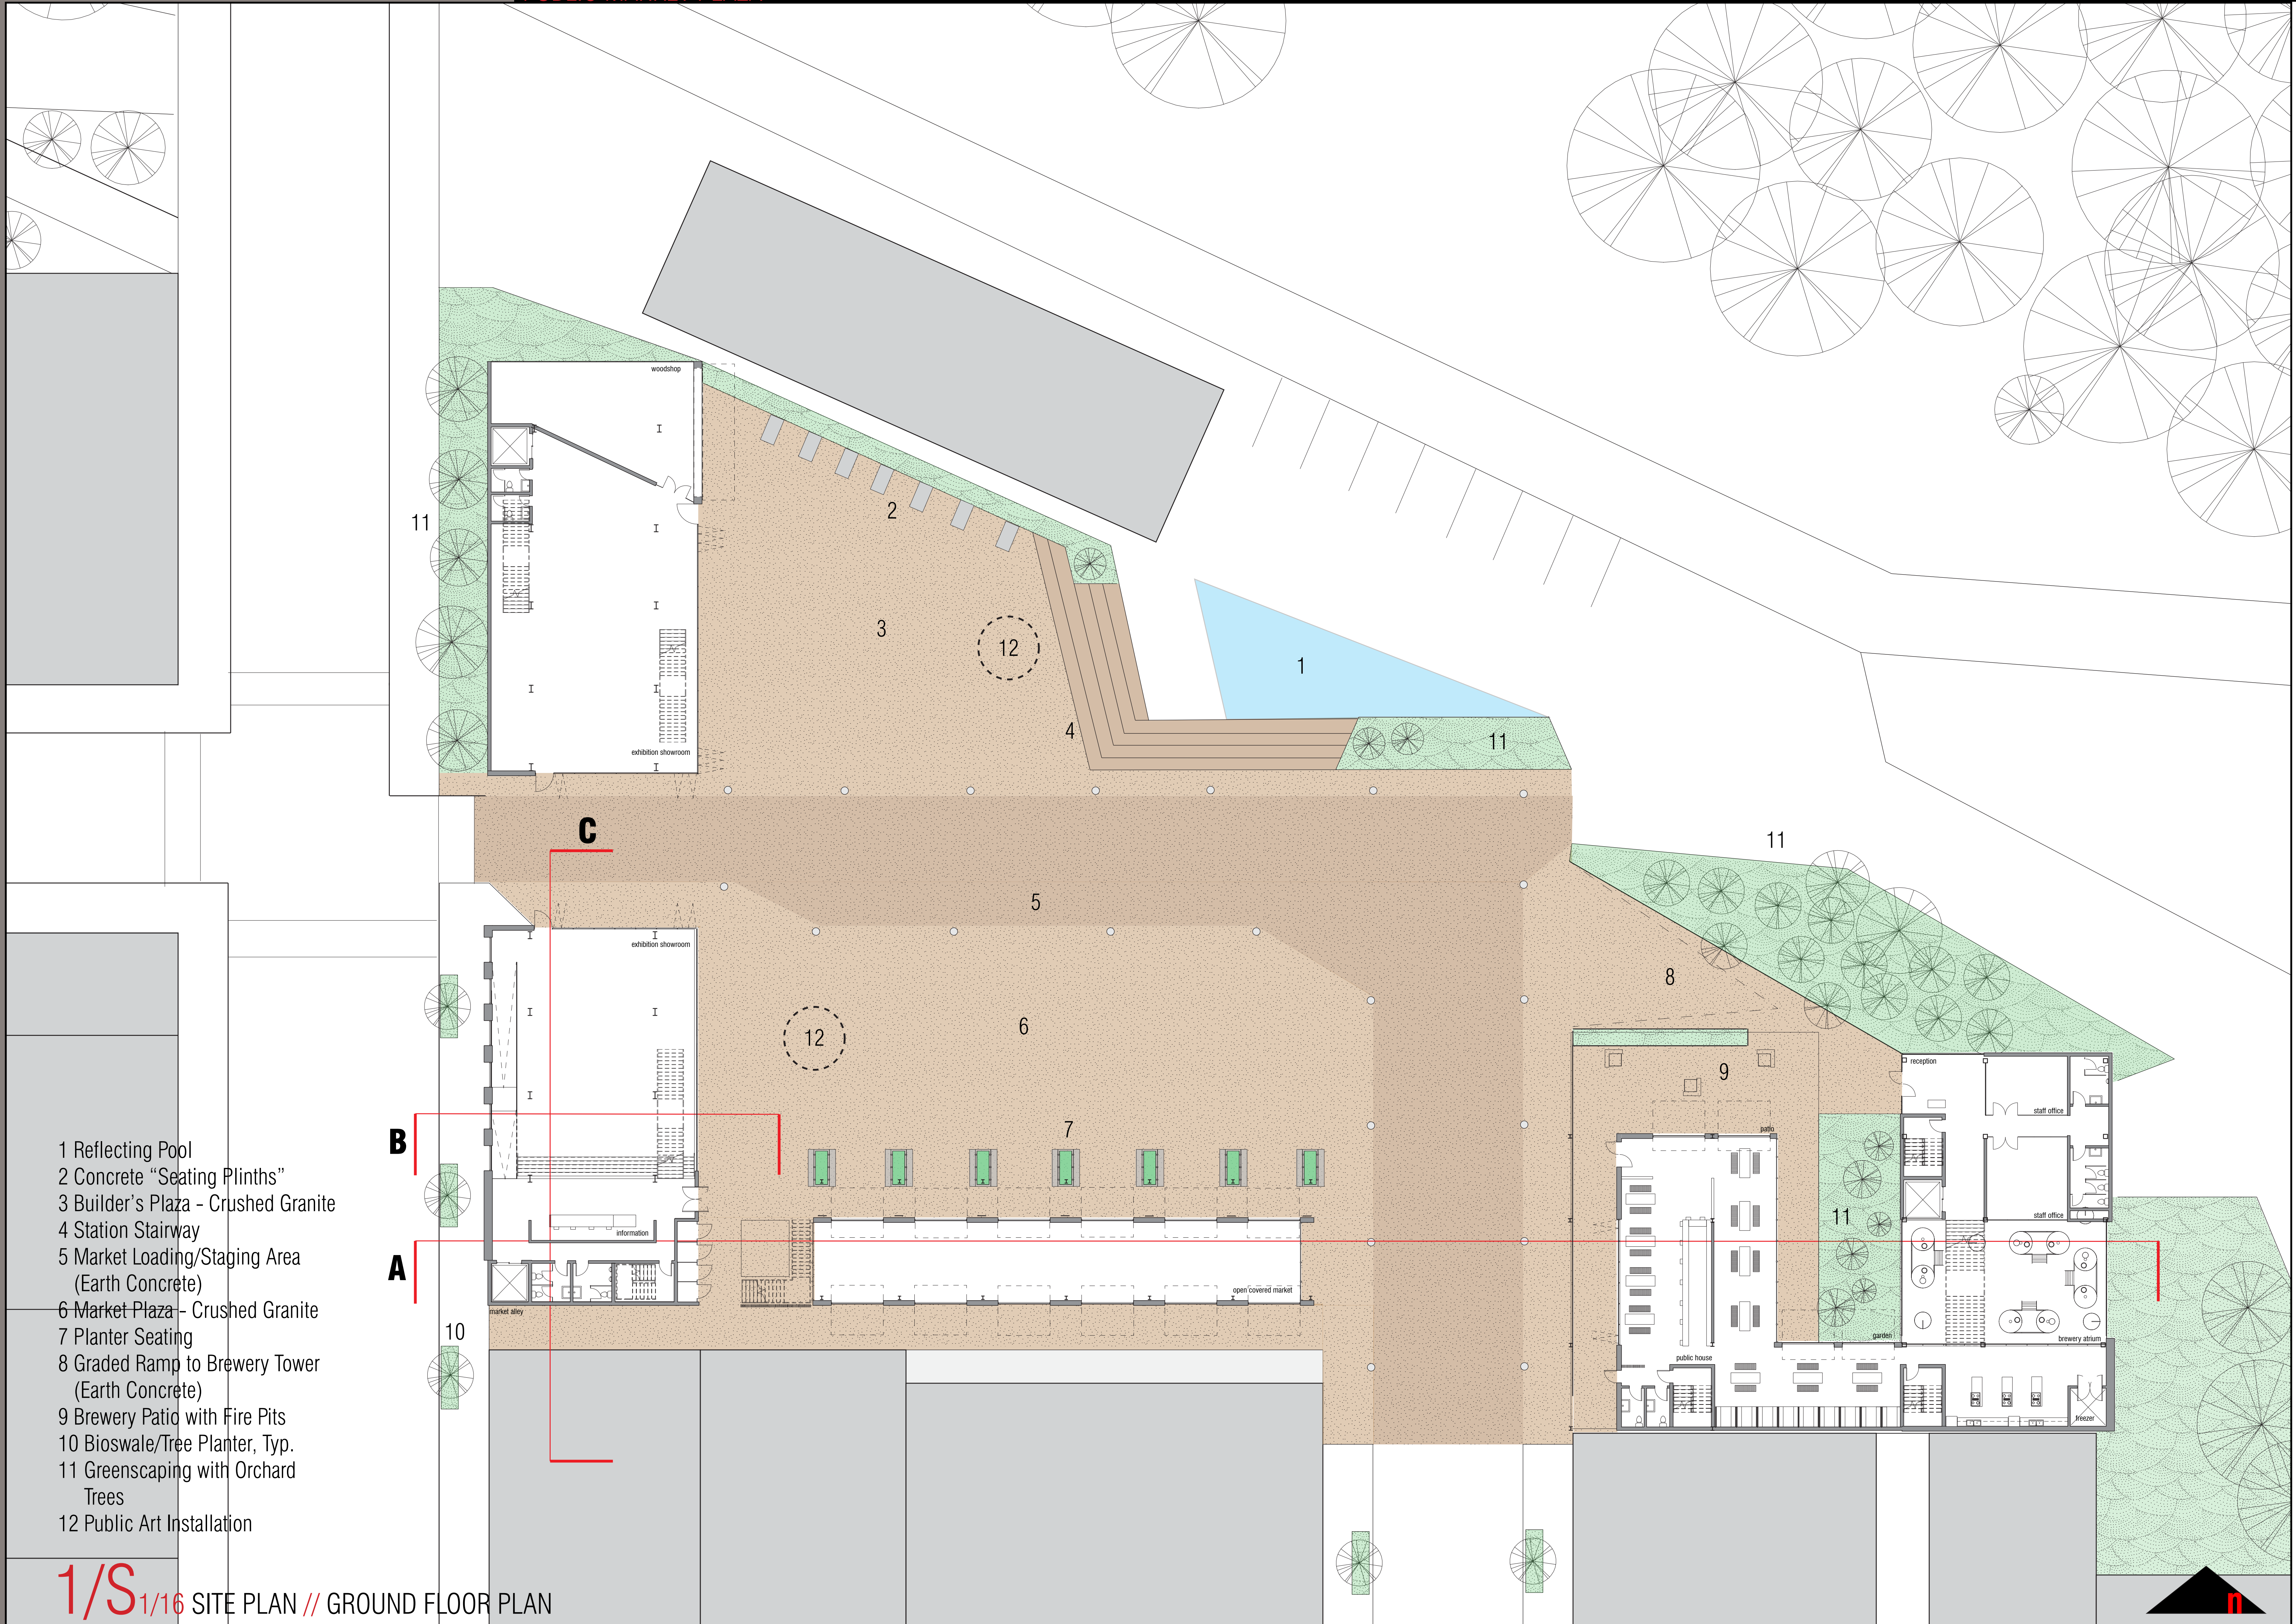 woodshop
11
2
3
12
1
4
11
exhibition showroom
C
11
5
exhibition showroom
8
6
12
9
reception
staff office
7
patio
B
1 Reflecting Pool
2 Concrete “Seating Plinths”
3 Builder's Plaza - Crushed Granite
4 Station Stairway
5 Market Loading/Staging Area
(Earth Concrete)
6 Market Plaza - Crushed Granite
7 Planter Seating
8 Graded Ramp to Brewery Tower
(Earth Concrete)
9 Brewery Patio with Fire Pits
10 Bioswale/Tree Planter, Typ.
11 Greenscaping with Orchard
Trees
12 Public Art Installation
staff office
11
information
A
open covered market
market alley
10
garden
brewery atrium
public house
freezer
1/S 1/16 SITE PLAN // GROUND FLOOR PLAN
n